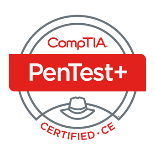 CompTIA.
PenTest+
CERTIFIED • CE